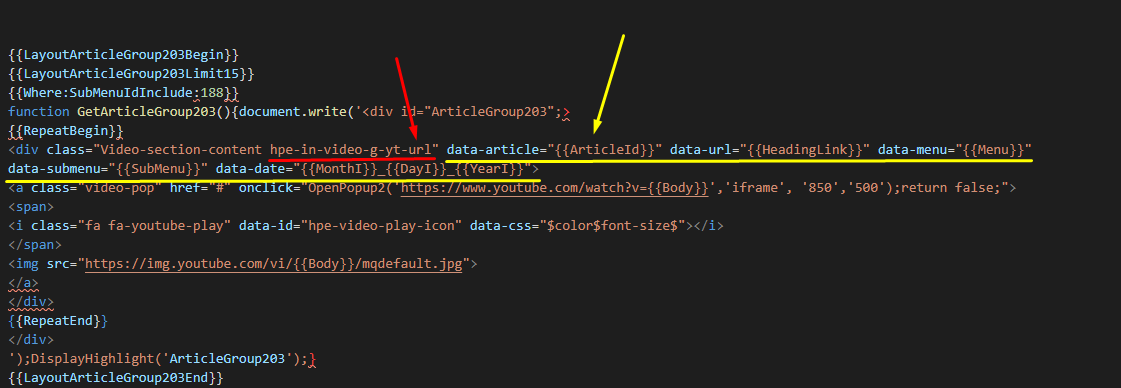 {{LayoutArticleGroup203Begin}}
{{LayoutArticleGroup203Limit15}}
{{Where:SubMenuIdInclude:188}}
function GetArticleGroup203(){document.write('<div id="ArticleGroup203";>
{{RepeatBegin}}
<div class="Video-section-content hpe-in-video-g-yt-url" data-article="{{ArticleId}}" data-url="{{HeadingLink}}" data-menu="{{Menu}}"
data-submenu="{{SubMenu}}" data-date="{{MonthI}}_{{DayI}}_{{YearI}}">
<a class="video-pop" href="#" onclick="OpenPopup2('https://www.youtube.com/watch?v={{Body}}','iframe', '850','500');return false;">
<span>
<i class="fa fa-youtube-play" data-id="hpe-video-play-icon" data-css="$color$font-size$"></i>
</span>
<img src="https://img.youtube.com/vi/{{Body}}/mqdefault.jpg">
</a>
</div>
{{RepeatEnd}}
</div>
');DisplayHighlight('ArticleGroup203');}
{{LayoutArticleGroup203End}}